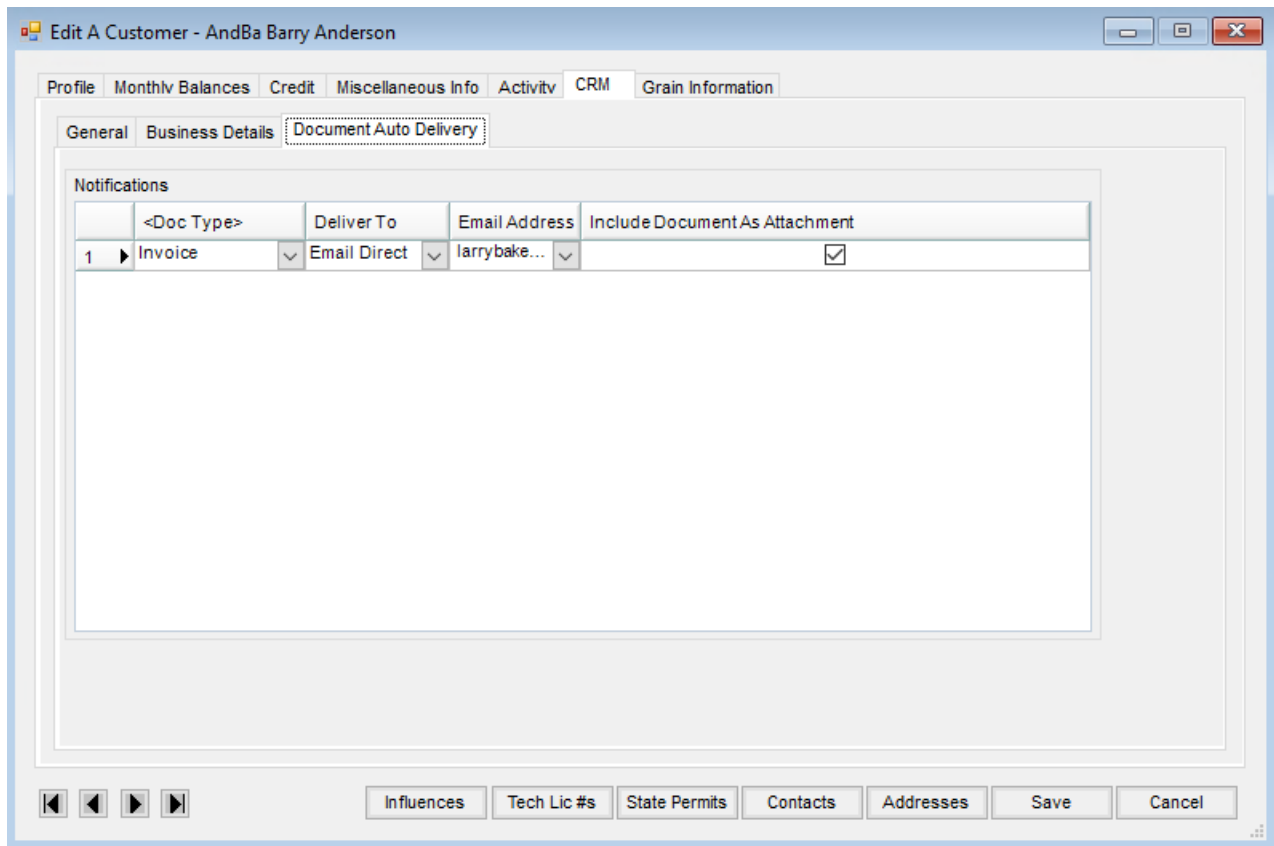 Edit A Customer - AndBa Barry Anderson
Profile Monthly Balances Credit Miscellaneous Info Activity CRM Grain Information
General Business Details Document Auto Delivery
Notifications
<Doc Type> Deliver To Email Address Include Document As Attachment
1 Invoice Email Direct larrybake...
Influences Tech Lic #s State Permits Contacts Addresses Save Cancel